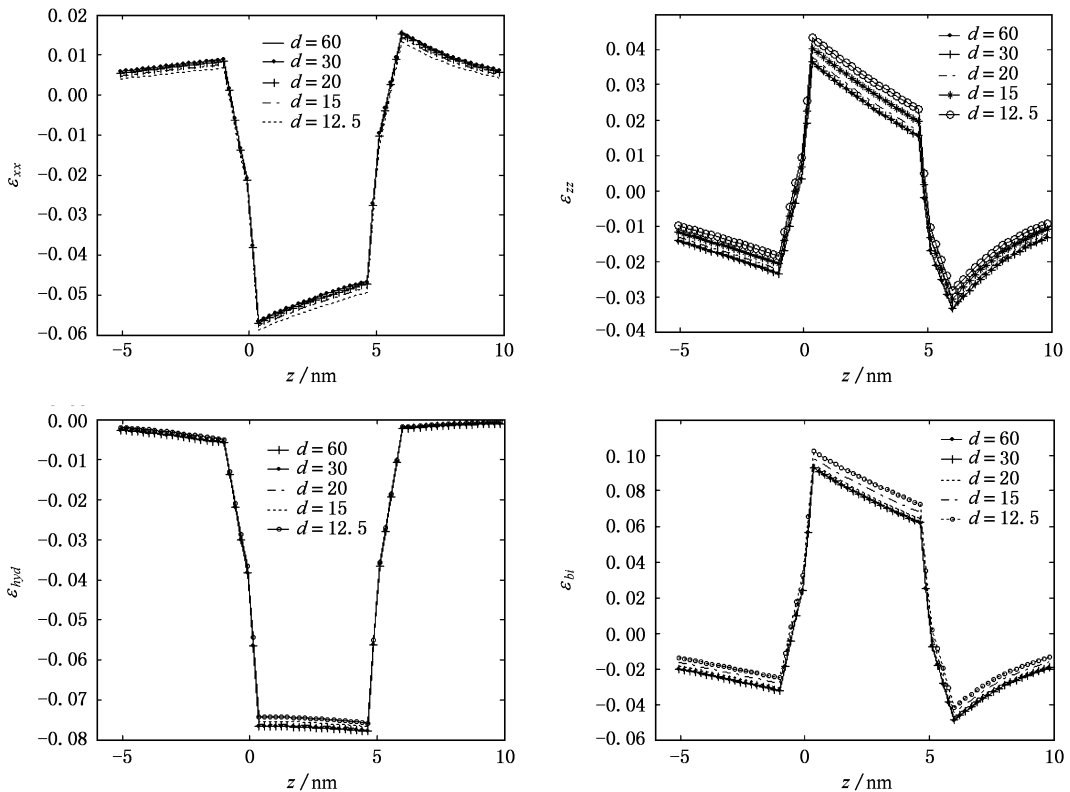 0.02
0.01
0.00
−0.01
−0.02
−0.03
−0.04
−0.05
−0.06
εxx
d = 60
d = 30
d = 20
d = 15
d = 12.5
−5 0 5 10
z / nm
0.04
0.03
0.02
0.01
0.00
−0.01
−0.02
−0.03
−0.04
εzz
d = 60
d = 30
d = 20
d = 15
d = 12.5
−5 0 5 10
z / nm
0.00
−0.01
−0.02
−0.03
−0.04
−0.05
−0.06
−0.07
−0.08
εhyd
d = 60
d = 30
d = 20
d = 15
d = 12.5
−5 0 5 10
z / nm
0.10
0.08
0.06
0.04
0.02
0.00
−0.02
−0.04
−0.06
εbi
d = 60
d = 30
d = 20
d = 15
d = 12.5
−5 0 5 10
z / nm